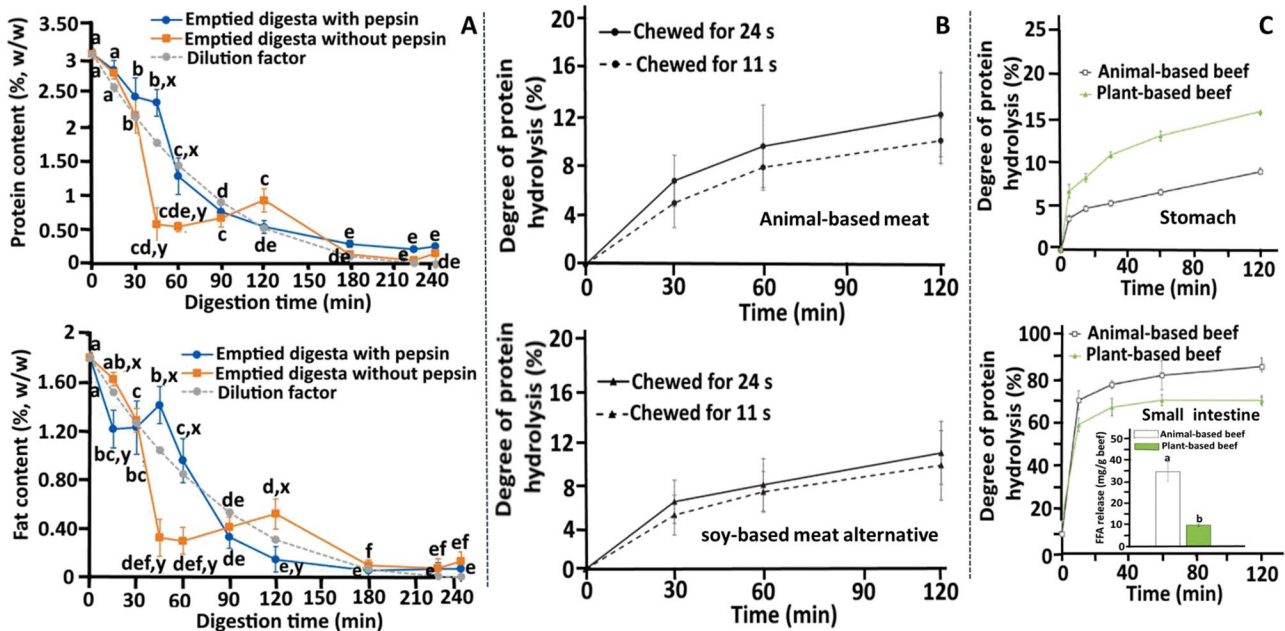 A
Emptied digesta with pepsin
Emptied digesta without pepsin
Dilution factor
Protein content (%, w/w)
3.50
3
2.50
2
1.50
1
0.50
0
a
a
a
a
b
b
b,x
c,x
cd,y
cde,y
d
c
c
de
e
de
e
e
e
de
0 30 60 90 120 150 180 210 240
Digestion time (min)
Emptied digesta with pepsin
Emptied digesta without pepsin
Dilution factor
Fat content (%, w/w)
2
1.60
1.20
0.80
0.40
0
a
a
ab,x
bc,y
c
bc
b,x
c,x
def,y
def,y
de
de
d,x
e,y
f
e
ef
ef
e
e
0 30 60 90 120 150 180 210 240
Digestion time (min)
B
Chewed for 24 s
Chewed for 11 s
Degree of protein
hydrolysis (%)
20
16
12
8
4
0
Animal-based meat
0 30 60 90 120
Time (min)
Chewed for 24 s
Chewed for 11 s
Degree of protein
hydrolysis (%)
20
16
12
8
4
0
soy-based meat alternative
0 30 60 90 120
Time (min)
C
Animal-based beef
Plant-based beef
Degree of protein
hydrolysis (%)
25
20
15
10
5
0
Stomach
0 40 80 120
Time (min)
Animal-based beef
Plant-based beef
Degree of protein
hydrolysis (%)
100
80
60
40
20
0
Small intestine
Animal-based beef
Plant-based beef
FFA release (mg/g beef)
50
40
30
20
10
0
a
b
0 20 40 60 80 100 120
Time (min)